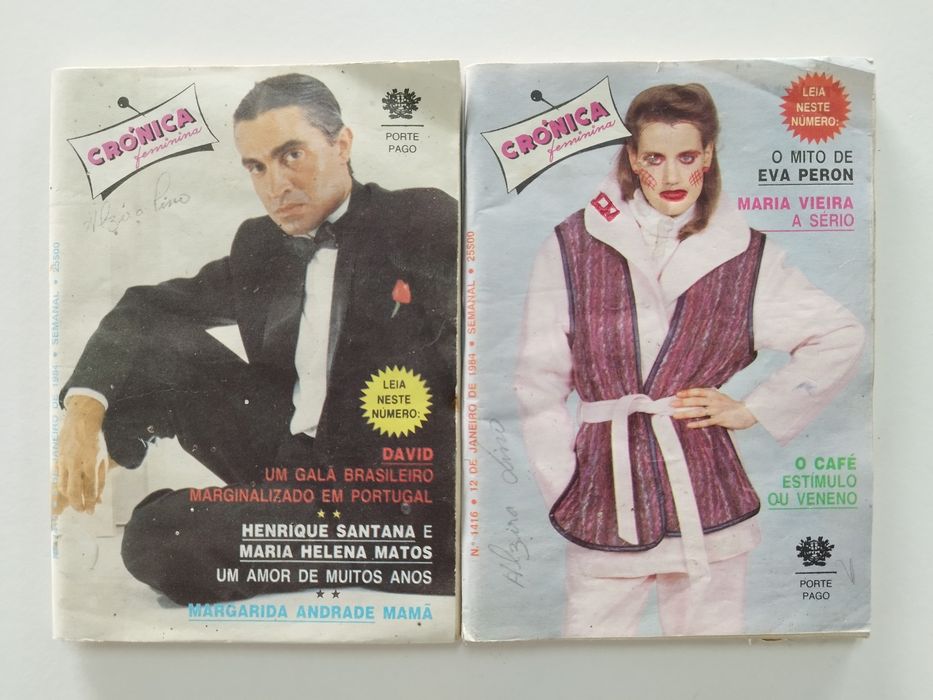 CRÓNICA
feminina
PORTE
PAGO
LEIA
NESTE
NÚMERO:
DAVID
UM GALÃ BRASILEIRO
MARGINALIZADO EM PORTUGAL
HENRIQUE SANTANA E
MARIA HELENA MATOS
UM AMOR DE MUITOS ANOS
MARGARIDA ANDRADE MAMÃ
DE JANEIRO DE 1984 • SEMANAL • 25$00
CRÓNICA
feminina
LEIA
NESTE
NÚMERO:
O MITO DE
EVA PERON
MARIA VIEIRA
A SÉRIO
O CAFÉ
ESTÍMULO
OU VENENO
PORTE
PAGO
N.º 1416 • 12 DE JANEIRO DE 1984 • SEMANAL • 25$00
Alzira Lino